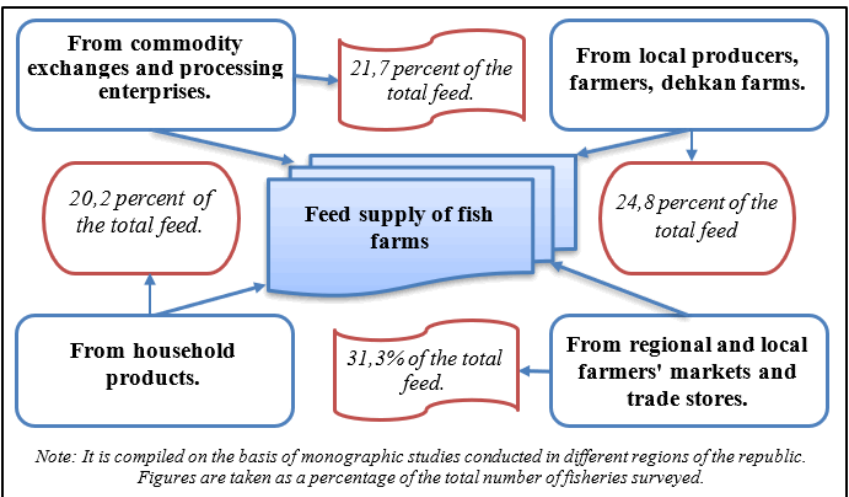 From commodity
exchanges and processing
enterprises.
21,7 percent of the
total feed.
From local producers,
farmers, dehkan farms.
20,2 percent of
the total feed.
Feed supply of fish
farms
24,8 percent of the
total feed
From household
products.
31,3% of the total
feed.
From regional and local
farmers' markets and
trade stores.
Note: It is compiled on the basis of monographic studies conducted in different regions of the republic.
Figures are taken as a percentage of the total number of fisheries surveyed.